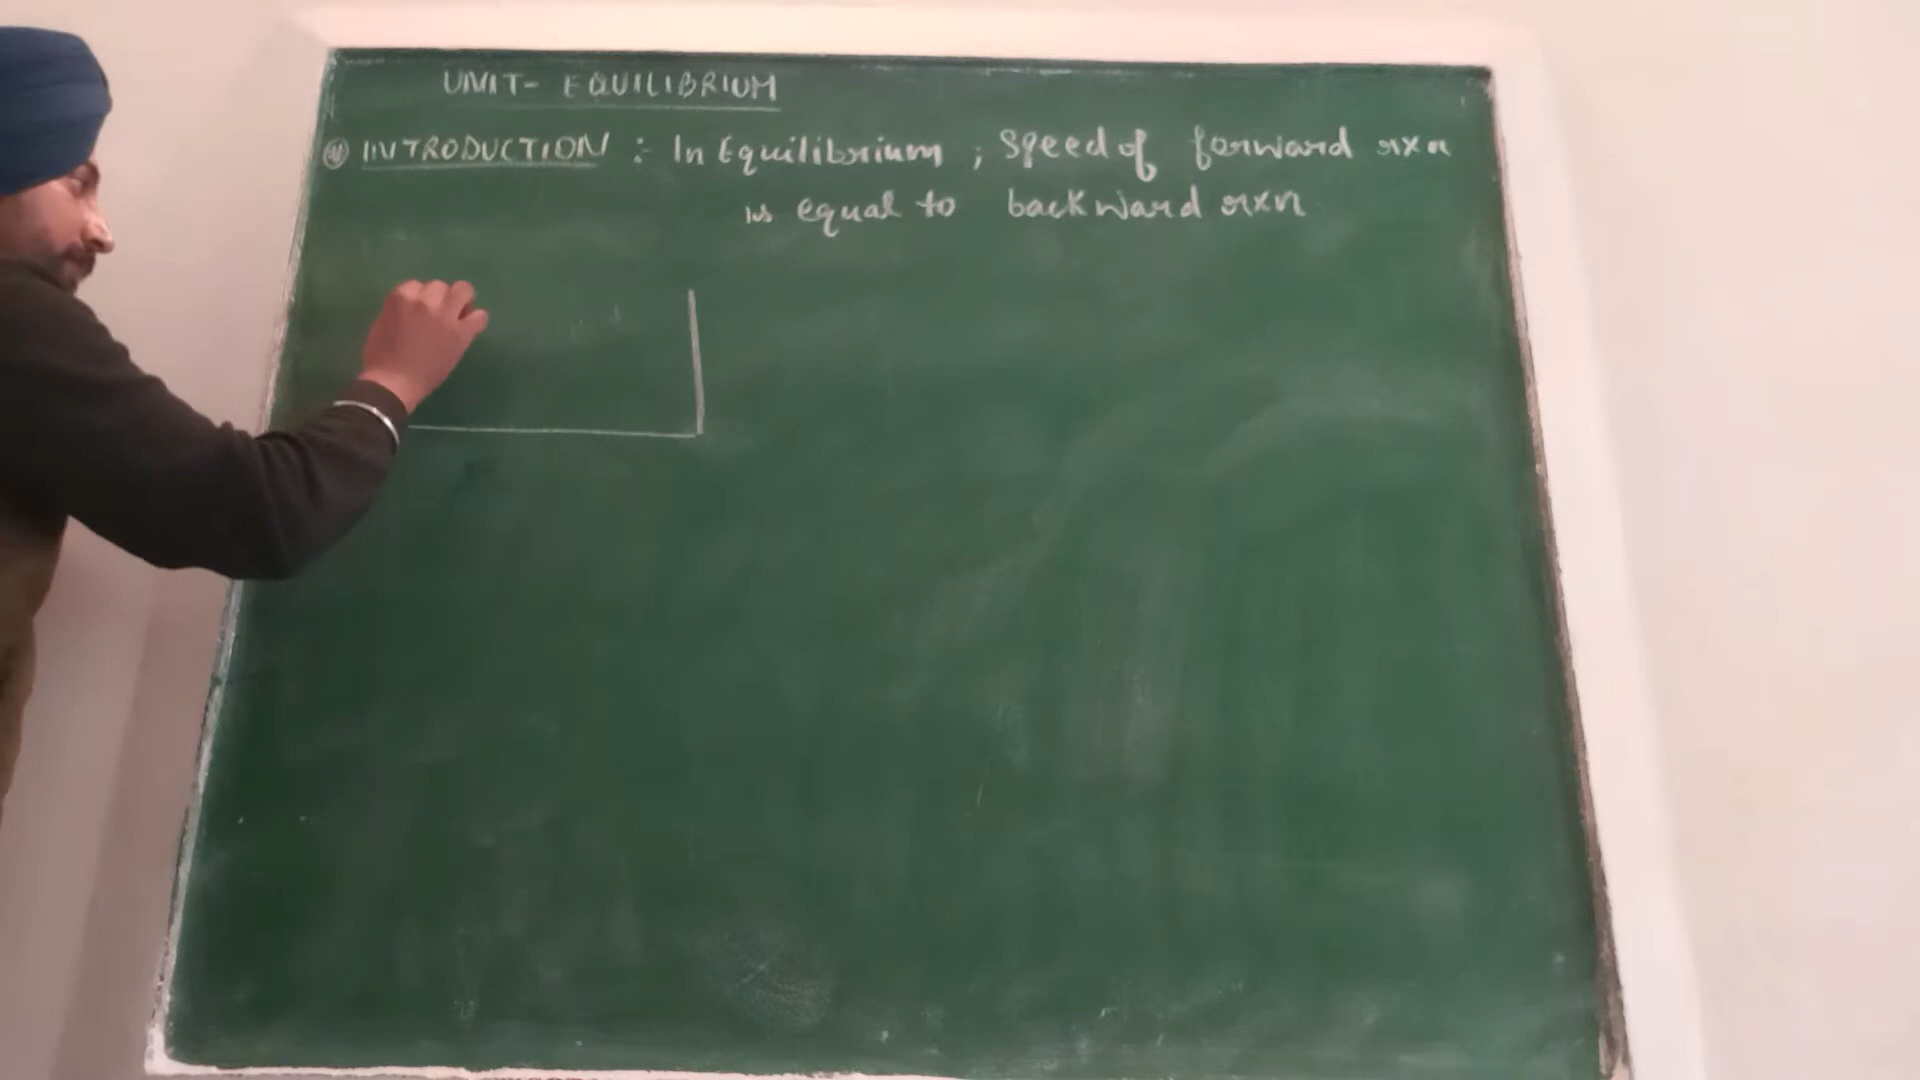 UNIT- EQUILIBRIUM
INTRODUCTION :- In Equilibrium ; Speed of forward rxn
is equal to backward rxn